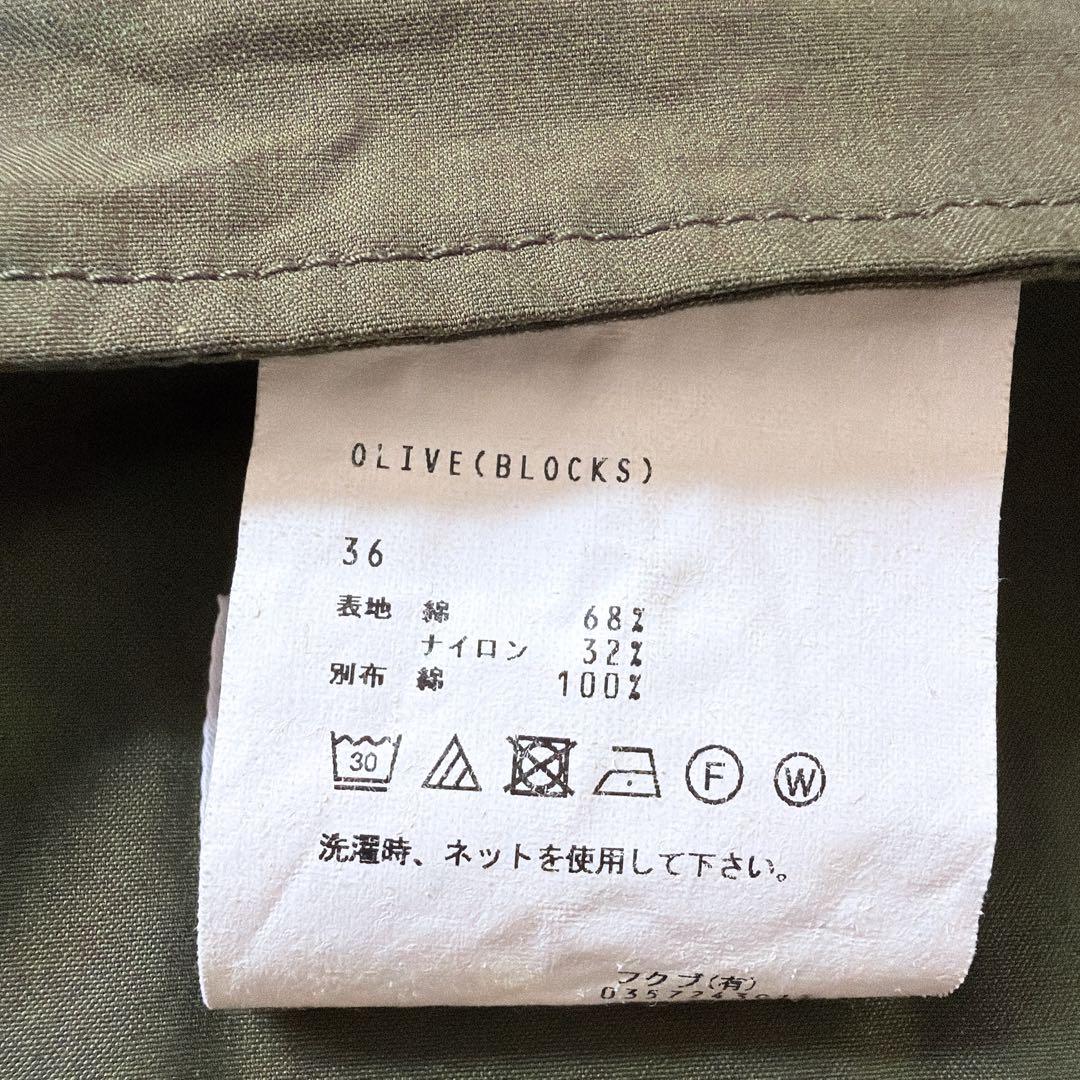 OLIVE(BLOCKS)
36
表地 綿 68%
ナイロン 32%
別布 綿 100%
30 F W
洗濯時、ネットを使用して下さい。
フクブ(有)